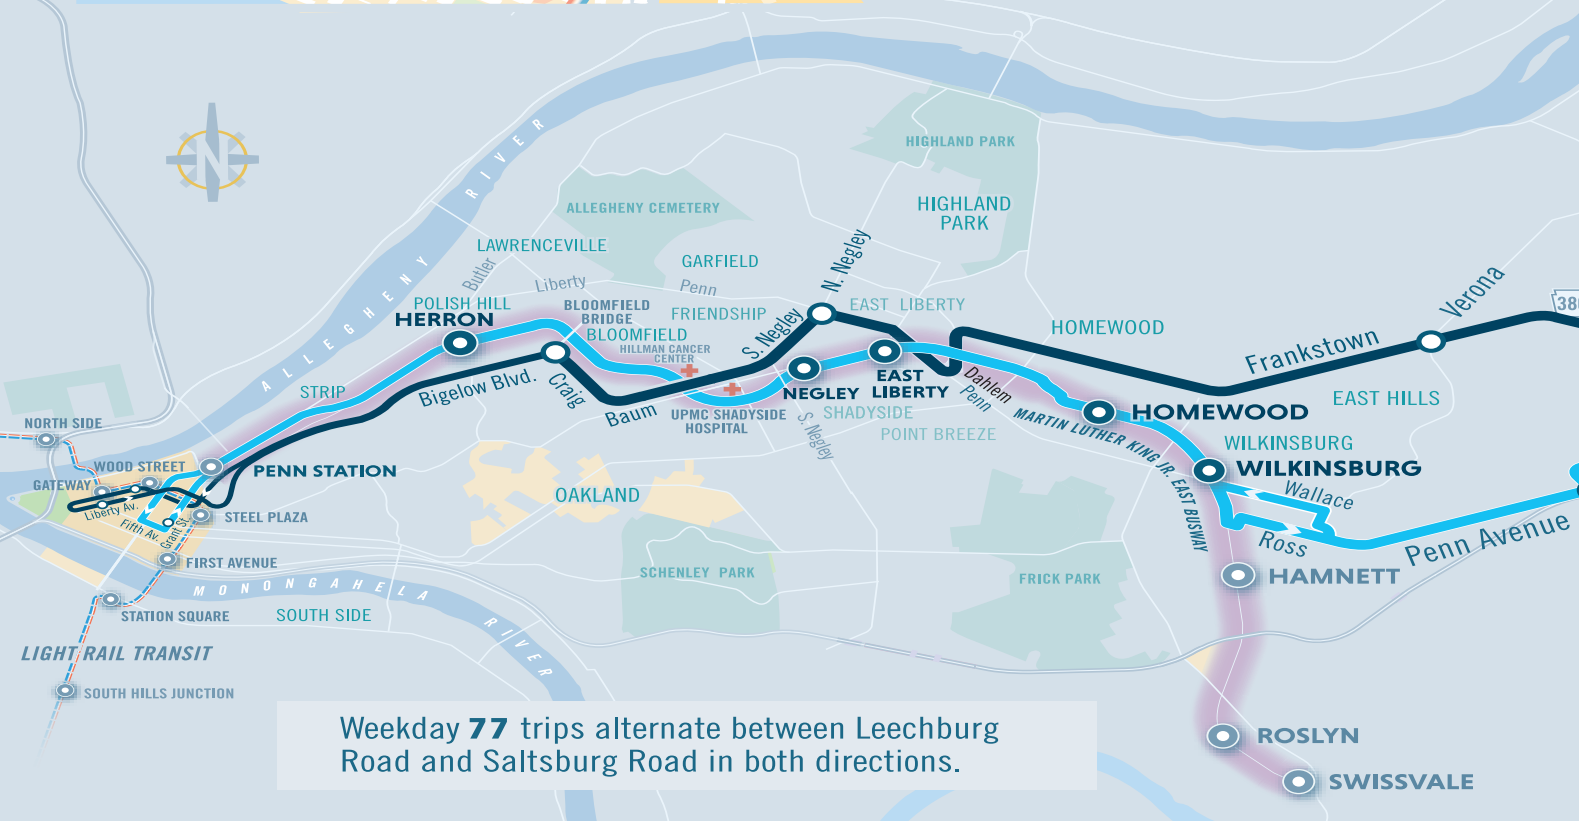 N
HIGHLAND PARK
ALLEGHENY CEMETERY
HIGHLAND
PARK
ALLEGHENY RIVER
LAWRENCEVILLE
GARFIELD
N. Negley
Butler
Liberty
Penn
Verona
380
POLISH HILL
HERRON
BLOOMFIELD
BRIDGE
BLOOMFIELD
FRIENDSHIP
EAST LIBERTY
HOMEWOOD
HILLMAN CANCER
CENTER
S. Negley
Frankstown
STRIP
Bigelow Blvd.
Craig
Baum
NEGLEY
EAST
LIBERTY
Dahlem
Penn
EAST HILLS
NORTH SIDE
UPMC SHADYSIDE
HOSPITAL
SHADYSIDE
S. Negley
POINT BREEZE
MARTIN LUTHER KING JR. EAST BUSWAY
HOMEWOOD
WILKINSBURG
WILKINSBURG
WOOD STREET
PENN STATION
GATEWAY
Liberty Av.
Fifth Av.
Grant St.
STEEL PLAZA
OAKLAND
Wallace
Ross
Penn Avenue
FIRST AVENUE
SCHENLEY PARK
FRICK PARK
HAMNETT
MONONGAHELA RIVER
STATION SQUARE
SOUTH SIDE
LIGHT RAIL TRANSIT
SOUTH HILLS JUNCTION
Weekday 77 trips alternate between Leechburg
Road and Saltsburg Road in both directions.
ROSLYN
SWISSVALE